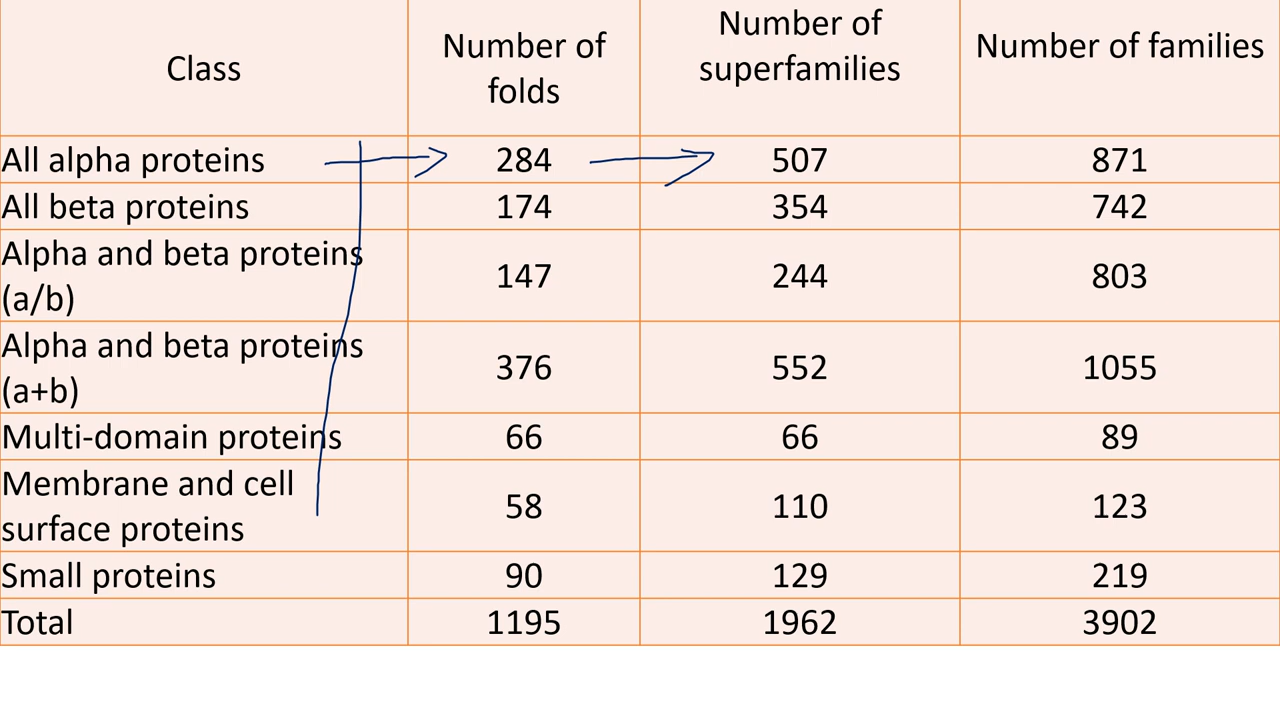 Class Number of folds Number of superfamilies Number of families
All alpha proteins 284 507 871
All beta proteins 174 354 742
Alpha and beta proteins (a/b) 147 244 803
Alpha and beta proteins (a+b) 376 552 1055
Multi-domain proteins 66 66 89
Membrane and cell surface proteins 58 110 123
Small proteins 90 129 219
Total 1195 1962 3902